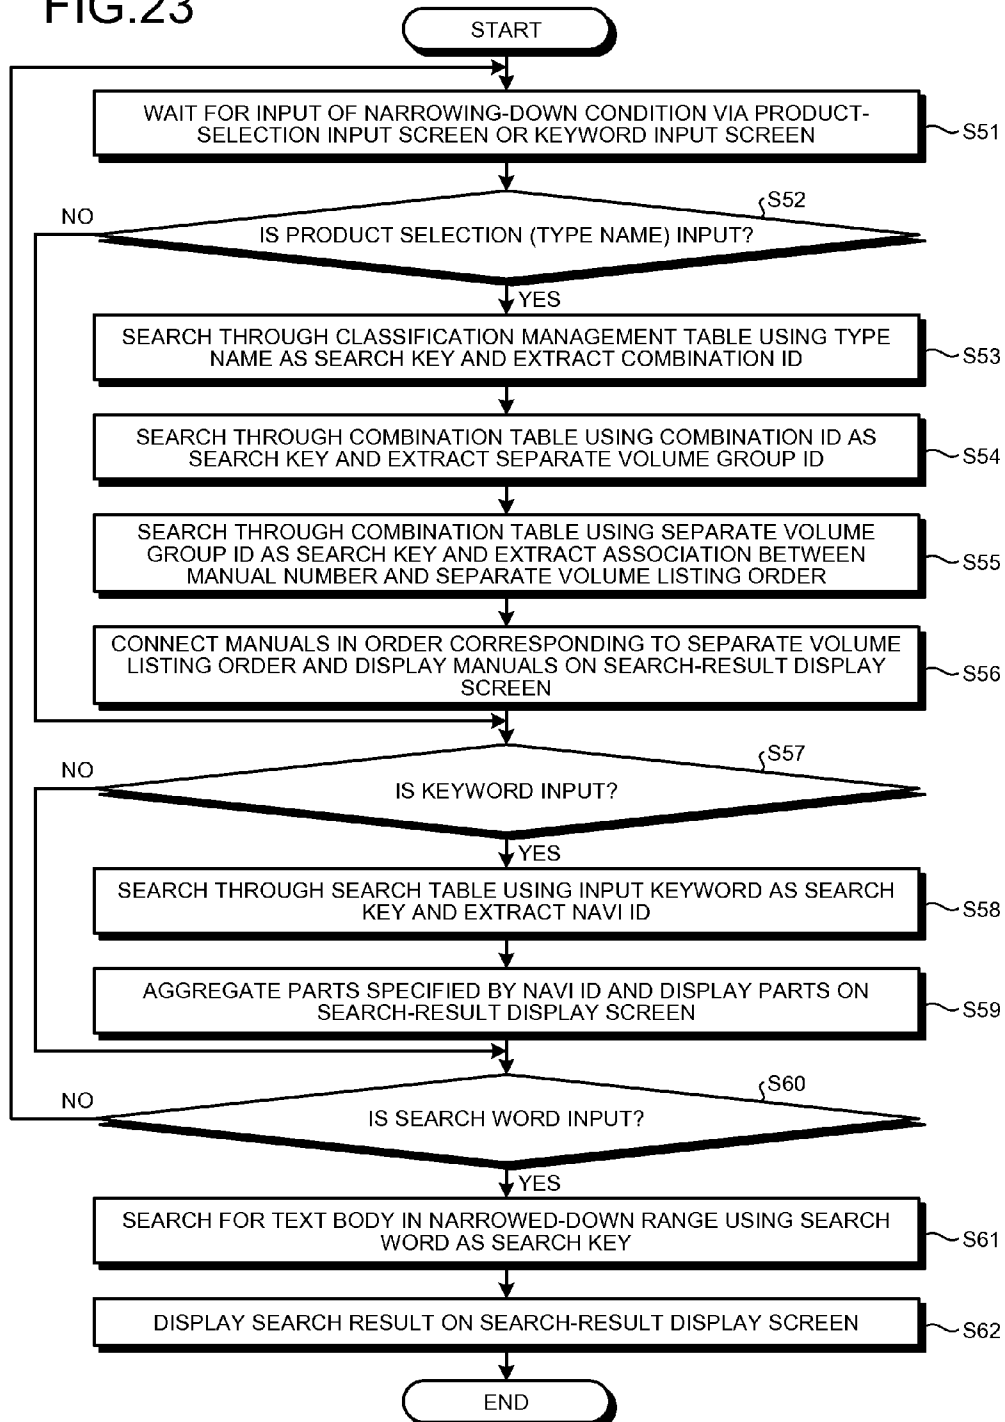 FIG.23
START
WAIT FOR INPUT OF NARROWING-DOWN CONDITION VIA PRODUCT-
SELECTION INPUT SCREEN OR KEYWORD INPUT SCREEN
S51
S52
NO
IS PRODUCT SELECTION (TYPE NAME) INPUT?
YES
SEARCH THROUGH CLASSIFICATION MANAGEMENT TABLE USING TYPE
NAME AS SEARCH KEY AND EXTRACT COMBINATION ID
S53
SEARCH THROUGH COMBINATION TABLE USING COMBINATION ID AS
SEARCH KEY AND EXTRACT SEPARATE VOLUME GROUP ID
S54
SEARCH THROUGH COMBINATION TABLE USING SEPARATE VOLUME
GROUP ID AS SEARCH KEY AND EXTRACT ASSOCIATION BETWEEN
MANUAL NUMBER AND SEPARATE VOLUME LISTING ORDER
S55
CONNECT MANUALS IN ORDER CORRESPONDING TO SEPARATE VOLUME
LISTING ORDER AND DISPLAY MANUALS ON SEARCH-RESULT DISPLAY
SCREEN
S56
S57
NO
IS KEYWORD INPUT?
YES
SEARCH THROUGH SEARCH TABLE USING INPUT KEYWORD AS SEARCH
KEY AND EXTRACT NAVI ID
S58
AGGREGATE PARTS SPECIFIED BY NAVI ID AND DISPLAY PARTS ON
SEARCH-RESULT DISPLAY SCREEN
S59
S60
NO
IS SEARCH WORD INPUT?
YES
SEARCH FOR TEXT BODY IN NARROWED-DOWN RANGE USING SEARCH
WORD AS SEARCH KEY
S61
DISPLAY SEARCH RESULT ON SEARCH-RESULT DISPLAY SCREEN
S62
END